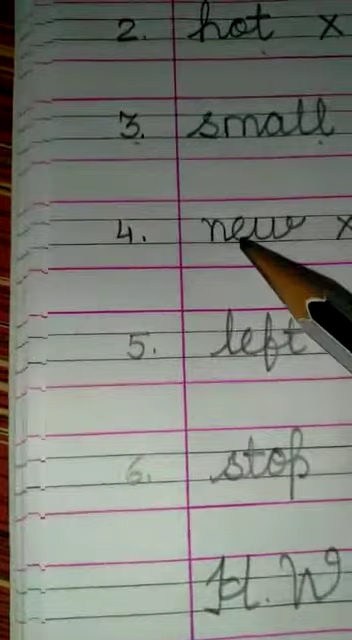 2. hot x
3. small
4. new x
5. left
6. stop
H.W